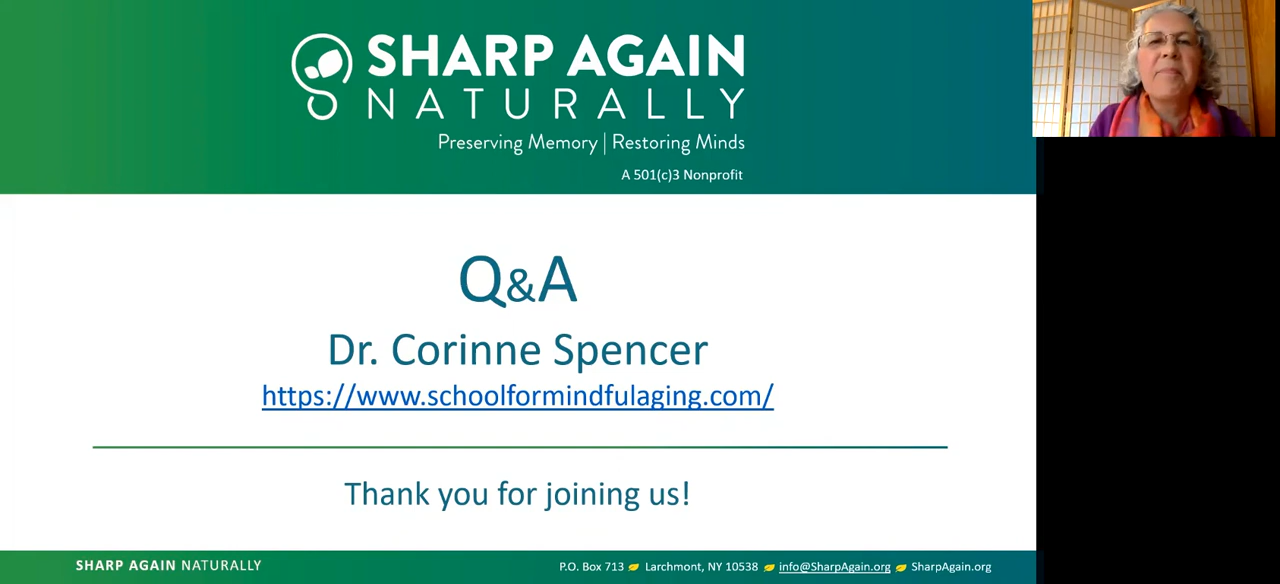 SHARP AGAIN
NATURALLY
Preserving Memory | Restoring Minds
A 501(c)3 Nonprofit
Q&A
Dr. Corinne Spencer
https://www.schoolformindfulaging.com/
Thank you for joining us!
SHARP AGAIN NATURALLY
P.O. Box 713 Larchmont, NY 10538 info@SharpAgain.org SharpAgain.org